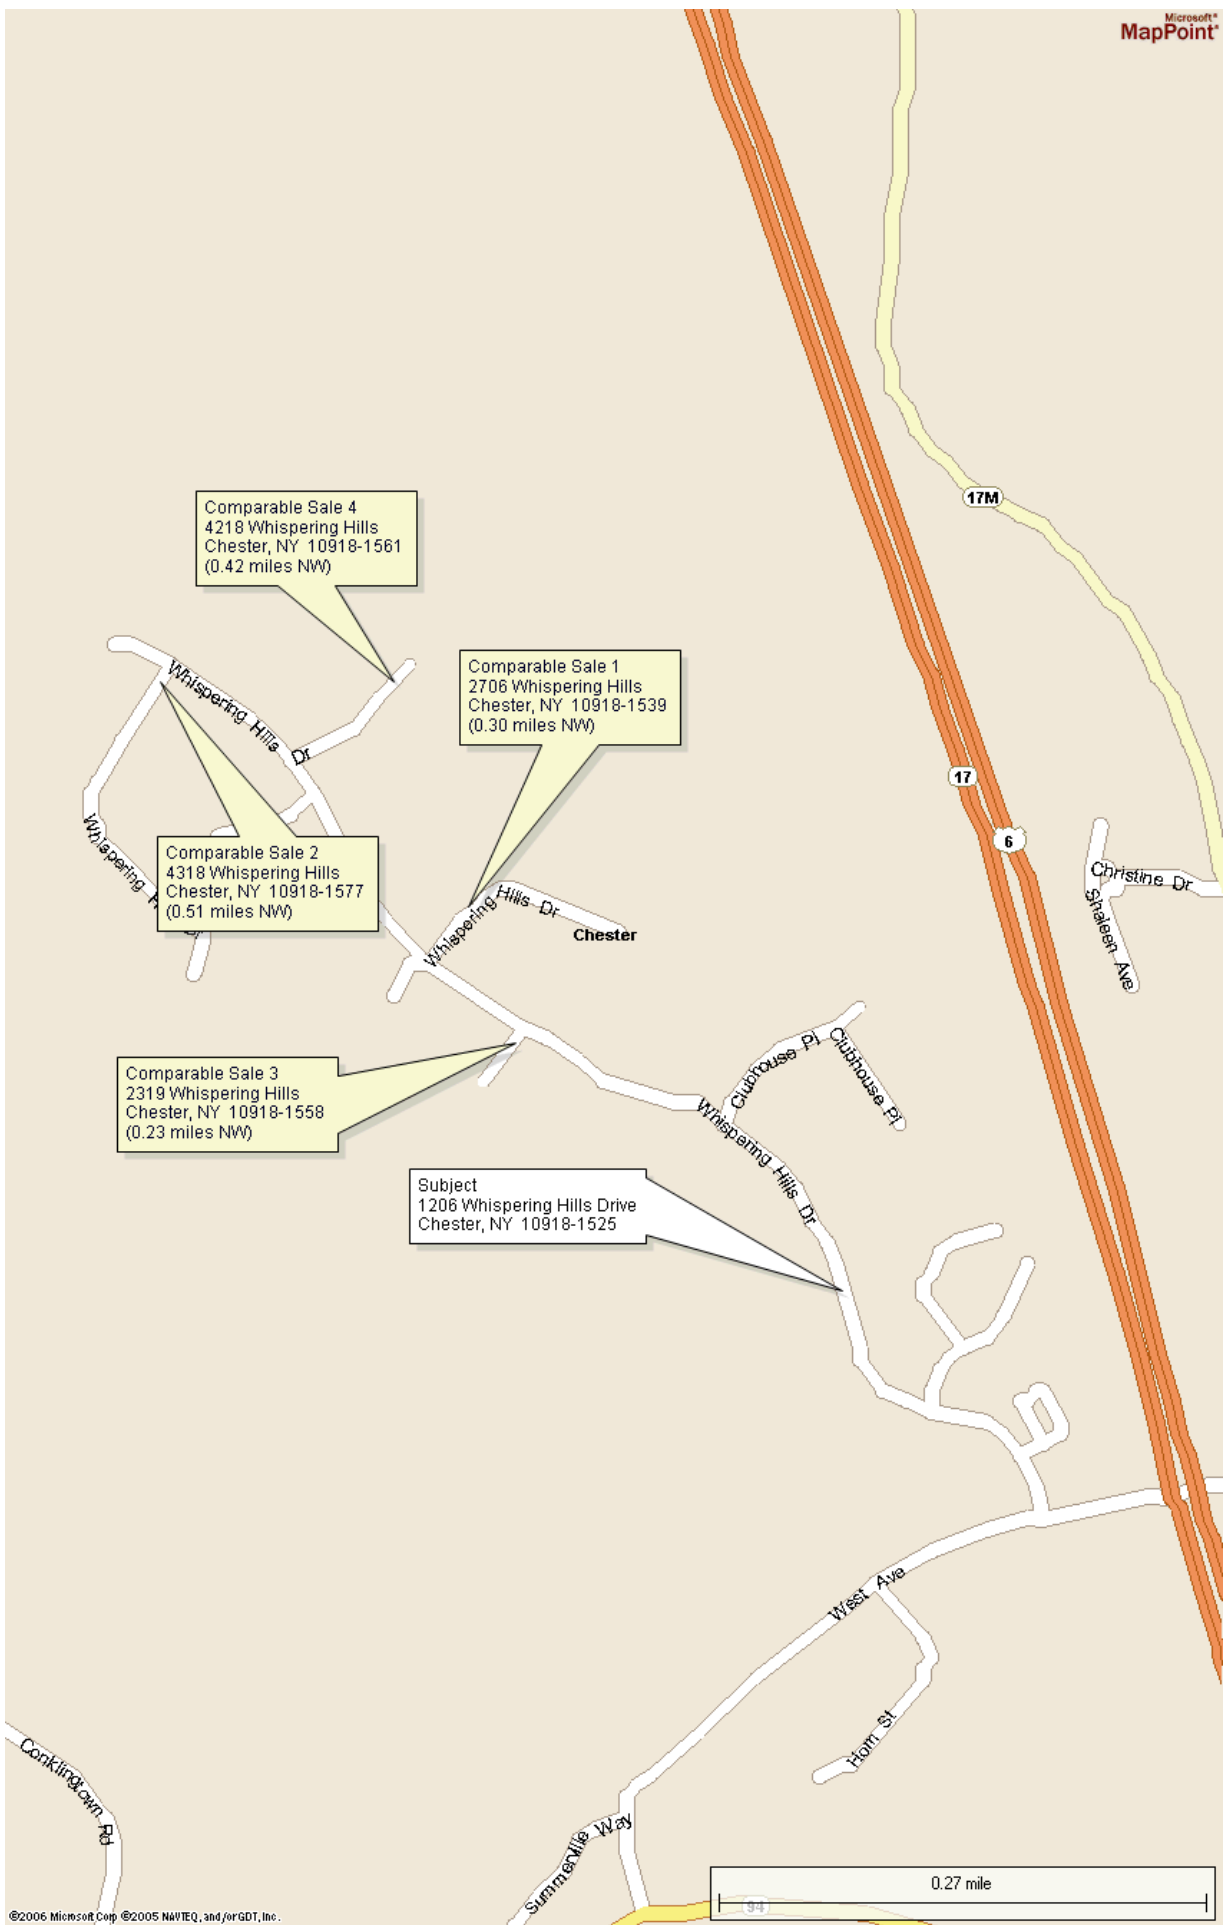 Microsoft®
MapPoint®
17M
Comparable Sale 4
4218 Whispering Hills
Chester, NY 10918-1561
(0.42 miles NW)
Comparable Sale 1
2706 Whispering Hills
Chester, NY 10918-1539
(0.30 miles NW)
Whispering Hills Dr
17
6
Christine Dr
Shaleen Ave
Comparable Sale 2
4318 Whispering Hills
Chester, NY 10918-1577
(0.51 miles NW)
Whispering
Whispering Hills Dr
Chester
Comparable Sale 3
2319 Whispering Hills
Chester, NY 10918-1558
(0.23 miles NW)
Clubhouse Pl
Clubhouse Pl
Whispering Hills Dr
Subject
1206 Whispering Hills Drive
Chester, NY 10918-1525
West Ave
Hom St
Conklingtown Rd
Summerville Way
0.27 mile
94
©2006 Microsoft Corp ©2005 NAVTEQ, and/or GDT, Inc.